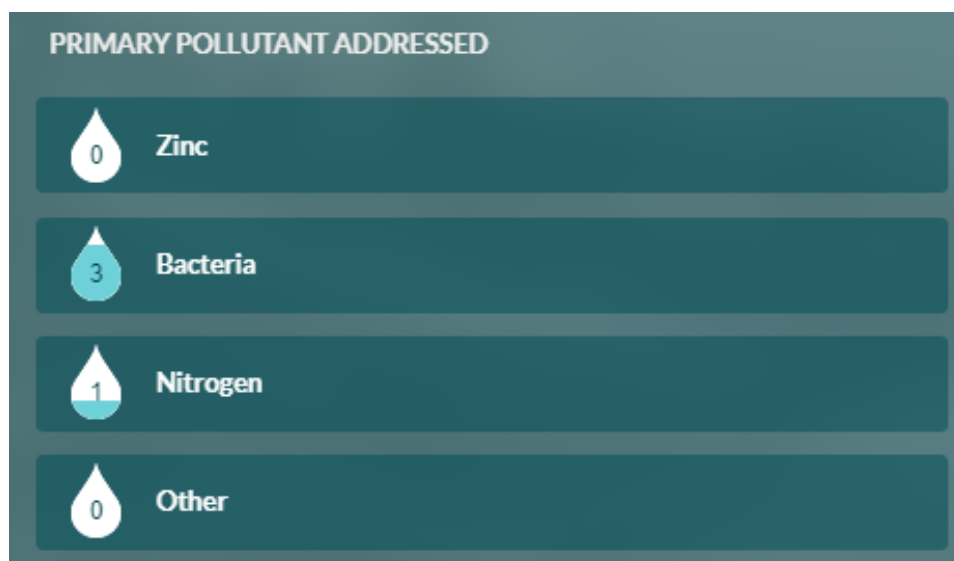 PRIMARY POLLUTANT ADDRESSED
0 Zinc
3 Bacteria
1 Nitrogen
0 Other